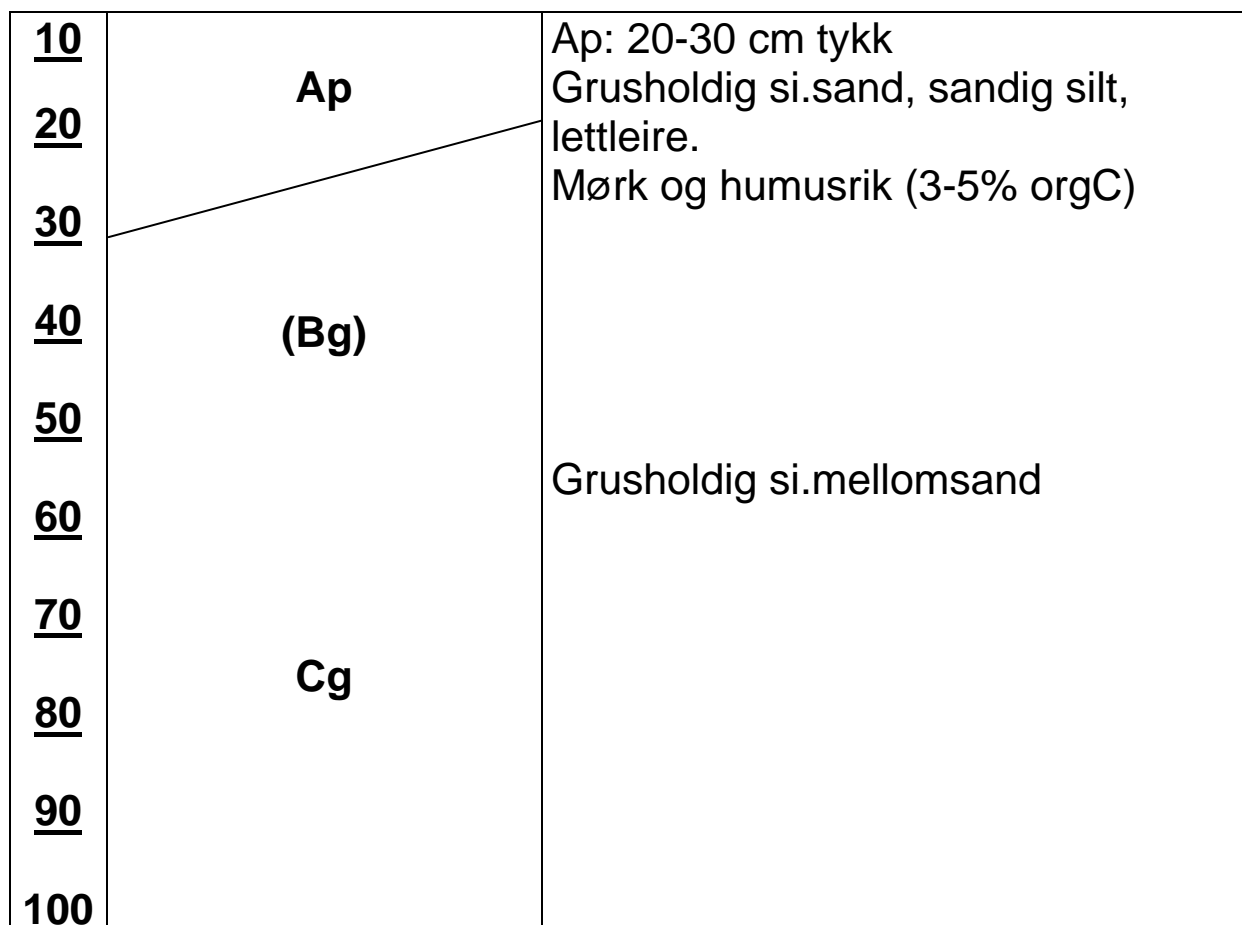 10
Ap
20
30
40
(Bg)
50
60
70
Cg
80
90
100
Ap: 20-30 cm tykk
Grusholdig si.sand, sandig silt,
lettleire.
Mørk og humusrik (3-5% orgC)
Grusholdig si.mellomsand